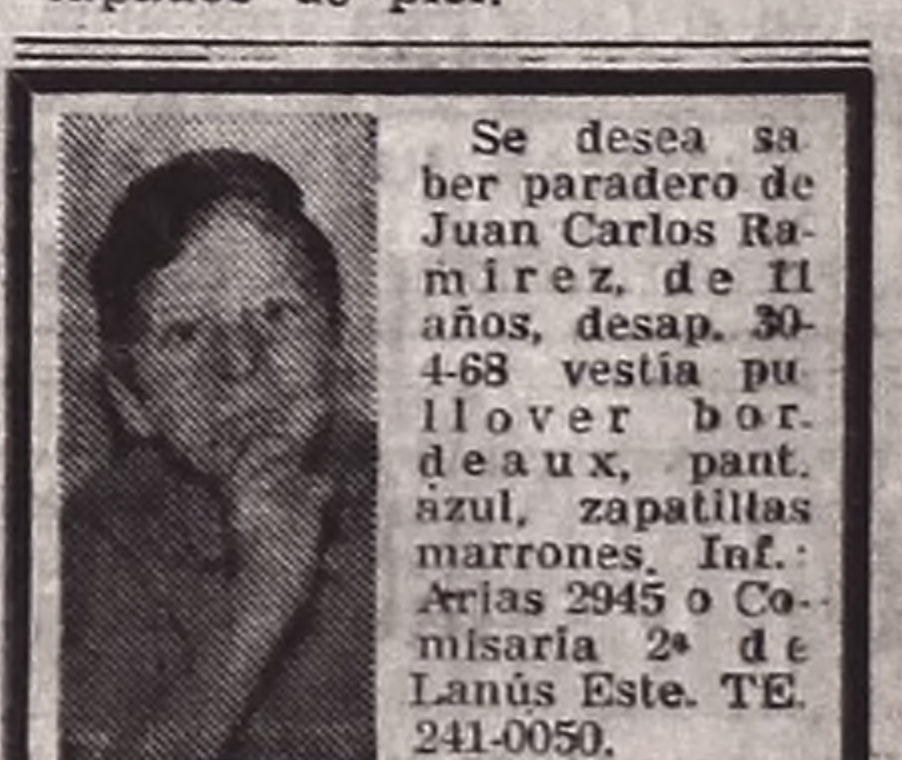 de piel.
Se desea sa
ber paradero de
Juan Carlos Ra-
mirez, de 11
años, desap. 30-
4-68 vestía pu
llover bor-
deaux, pant.
azul, zapatillas
marrones. Inf.:
Arias 2945 o Co-
misaría 2ª de
Lanús Este. TE.
241-0050.